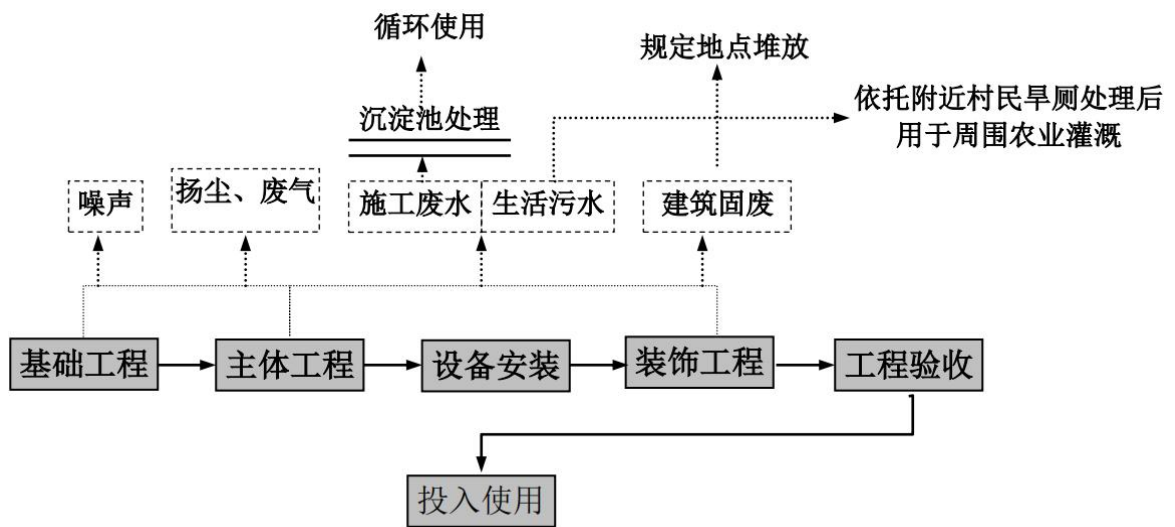 循环使用
规定地点堆放
沉淀池处理
依托附近村民旱厕处理后
用于周围农业灌溉
噪声
扬尘、废气
施工废水
生活污水
建筑固废
基础工程
主体工程
设备安装
装饰工程
工程验收
投入使用